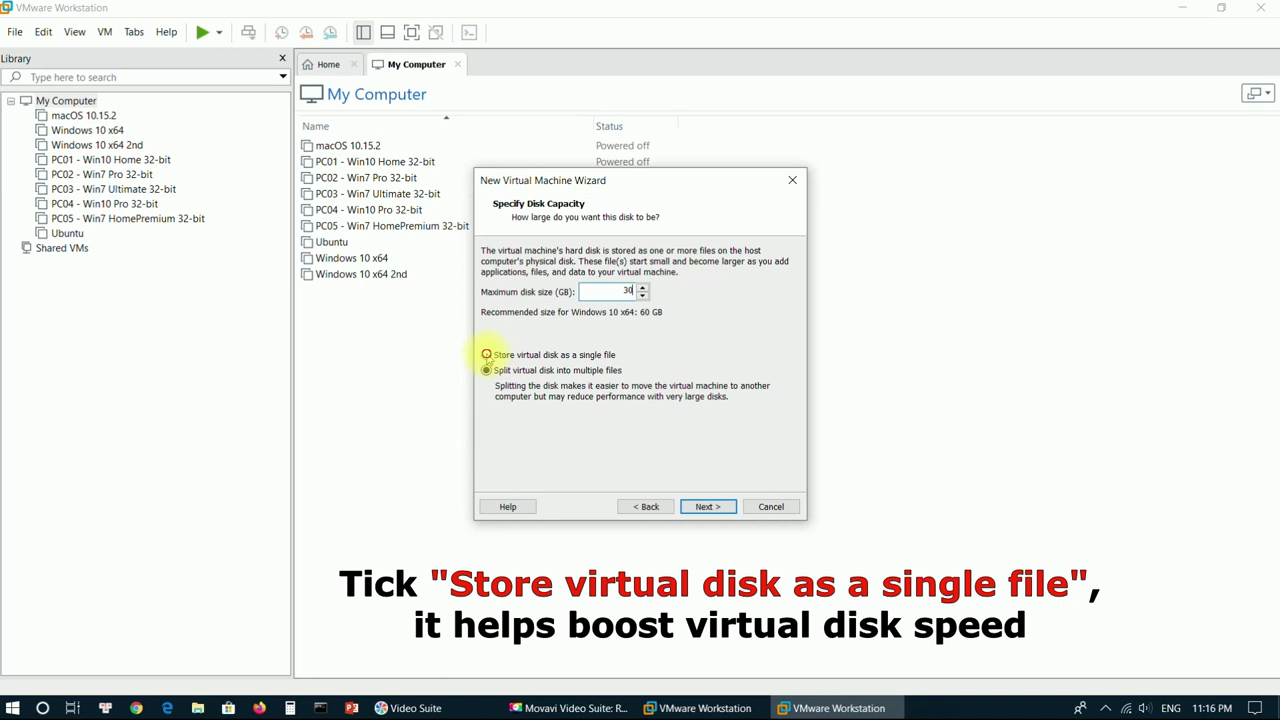 VMware Workstation
File Edit View VM Tabs Help
Library
Type here to search
My Computer
macOS 10.15.2
Windows 10 x64
Windows 10 x64 2nd
PC01 - Win10 Home 32-bit
PC02 - Win7 Pro 32-bit
PC03 - Win7 Ultimate 32-bit
PC04 - Win10 Pro 32-bit
PC05 - Win7 HomePremium 32-bit
Ubuntu
Shared VMs
Home My Computer
My Computer
Name Status
macOS 10.15.2 Powered off
PC01 - Win10 Home 32-bit Powered off
PC02 - Win7 Pro 32-bit
PC03 - Win7 Ultimate 32-bit
PC04 - Win10 Pro 32-bit
PC05 - Win7 HomePremium 32-bit
Ubuntu
Windows 10 x64
Windows 10 x64 2nd
New Virtual Machine Wizard
Specify Disk Capacity
How large do you want this disk to be?
The virtual machine's hard disk is stored as one or more files on the host
computer's physical disk. These file(s) start small and become larger as you add
applications, files, and data to your virtual machine.
Maximum disk size (GB): 30
Recommended size for Windows 10 x64: 60 GB
Store virtual disk as a single file
Split virtual disk into multiple files
Splitting the disk makes it easier to move the virtual machine to another
computer but may reduce performance with very large disks.
Help < Back Next > Cancel
Tick "Store virtual disk as a single file",
it helps boost virtual disk speed
Video Suite Movavi Video Suite: R... VMware Workstation VMware Workstation ENG 11:16 PM